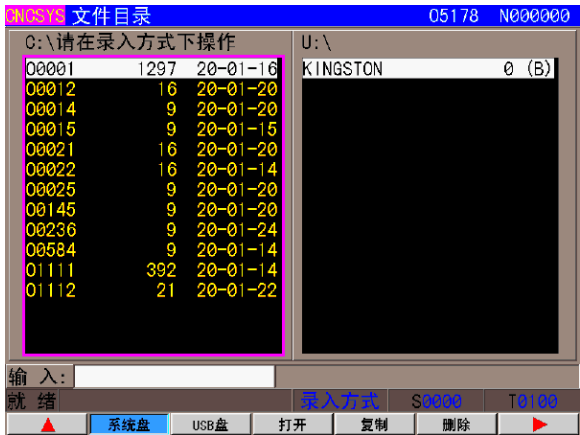 CNCSYS 文件目录 O5178 N000000
C:\请在录入方式下操作 U:\
O0001 1297 20-01-16 KINGSTON 0 (B)
O0012 16 20-01-20
O0014 9 20-01-20
O0015 9 20-01-15
O0021 16 20-01-20
O0022 16 20-01-14
O0025 9 20-01-20
O0145 9 20-01-20
O0236 9 20-01-24
O0584 9 20-01-14
O1111 392 20-01-14
O1112 21 20-01-22
输 入:
就 绪 录入方式 S0000 T0100
系统盘 USB盘 打开 复制 删除